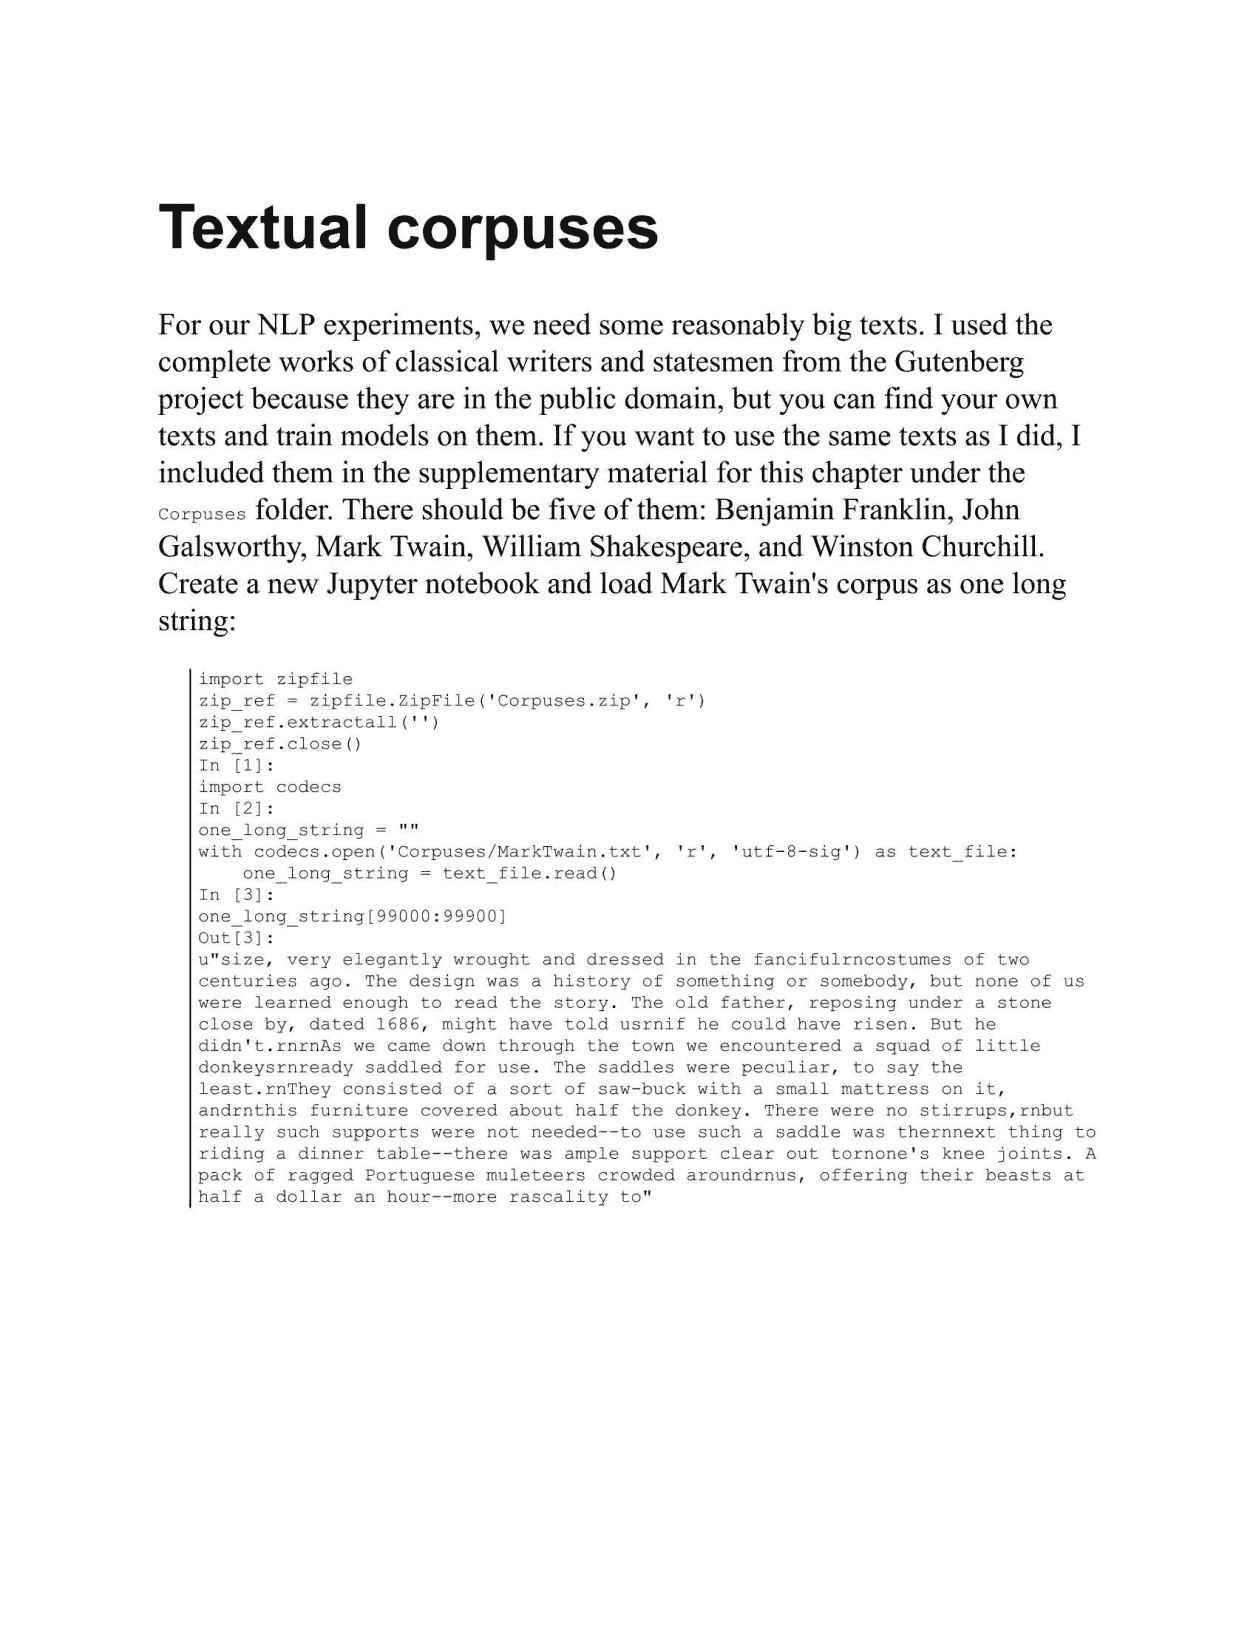 Textual corpuses
For our NLP experiments, we need some reasonably big texts. I used the
complete works of classical writers and statesmen from the Gutenberg
project because they are in the public domain, but you can find your own
texts and train models on them. If you want to use the same texts as I did, I
included them in the supplementary material for this chapter under the
Corpuses folder. There should be five of them: Benjamin Franklin, John
Galsworthy, Mark Twain, William Shakespeare, and Winston Churchill.
Create a new Jupyter notebook and load Mark Twain's corpus as one long
string:
import zipfile
zip_ref = zipfile.ZipFile('Corpuses.zip', 'r')
zip_ref.extractall('')
zip_ref.close()
In [1]:
import codecs
In [2]:
one_long_string = ""
with codecs.open('Corpuses/MarkTwain.txt', 'r', 'utf-8-sig') as text_file:
    one_long_string = text_file.read()
In [3]:
one_long_string[99000:99900]
Out[3]:
u"size, very elegantly wrought and dressed in the fancifulrncostumes of two
centuries ago. The design was a history of something or somebody, but none of us
were learned enough to read the story. The old father, reposing under a stone
close by, dated 1686, might have told usrnif he could have risen. But he
didn't.rnrnAs we came down through the town we encountered a squad of little
donkeysrnready saddled for use. The saddles were peculiar, to say the
least.rnThey consisted of a sort of saw-buck with a small mattress on it,
andrnthis furniture covered about half the donkey. There were no stirrups,rnbut
really such supports were not needed--to use such a saddle was thernnext thing to
riding a dinner table--there was ample support clear out tornone's knee joints. A
pack of ragged Portuguese muleteers crowded aroundrnus, offering their beasts at
half a dollar an hour--more rascality to"